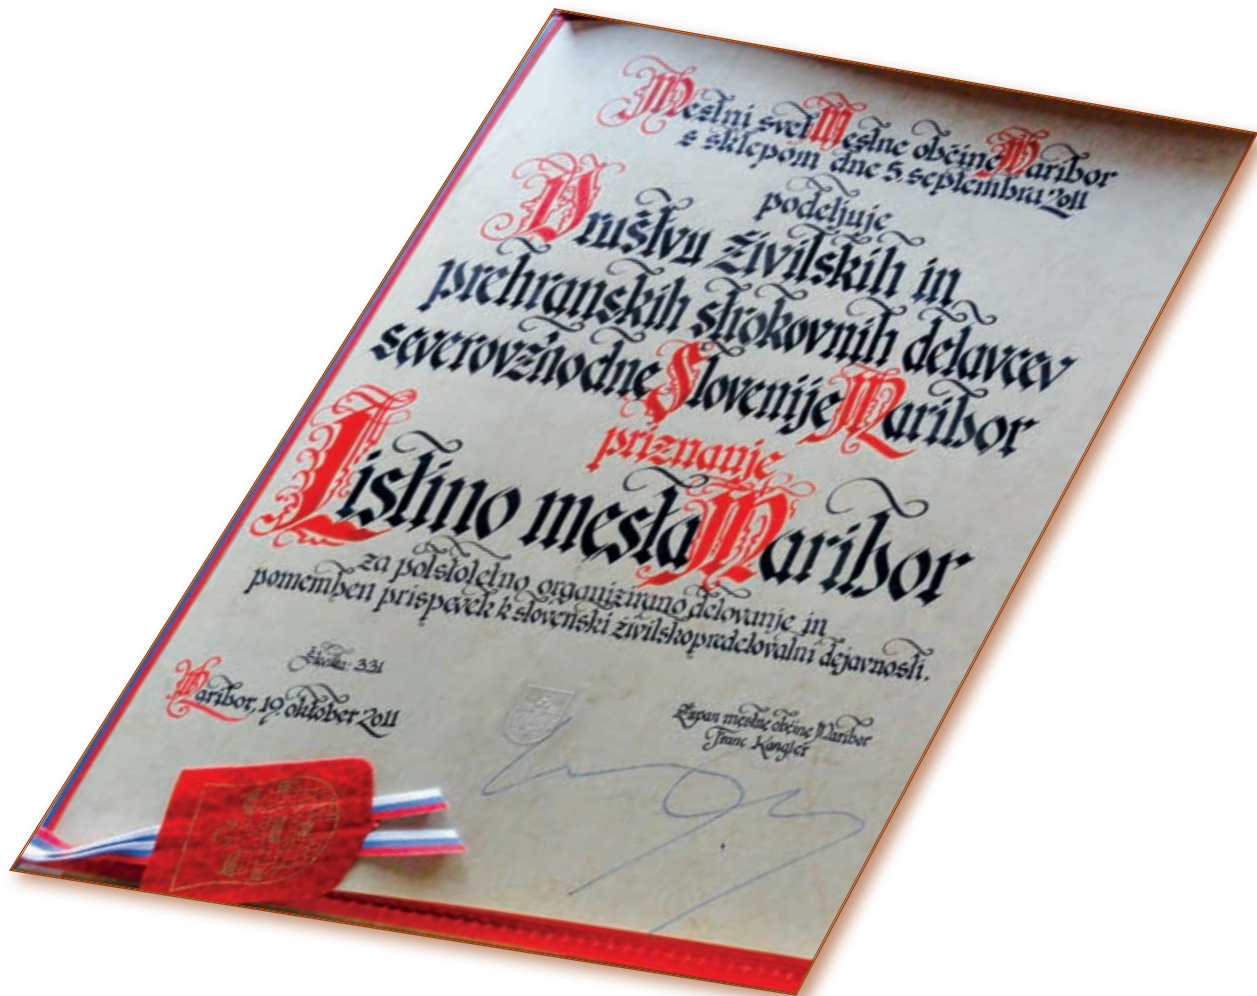 Mestni svet Mestne občine Maribor
s sklepom dne 5. septembra 2011
podeljuje
Društvu živilskih in
prehranskih strokovnih delavcev
severovzhodne Slovenije Maribor
priznanje
Listino mesta Maribor
za polstoletno organizirano delovanje in
pomemben prispevek k slovenski živilskopredelovalni dejavnosti.
Številka: 331
Maribor, 19. oktober 2011
Župan mestne občine Maribor
Franc Kangler